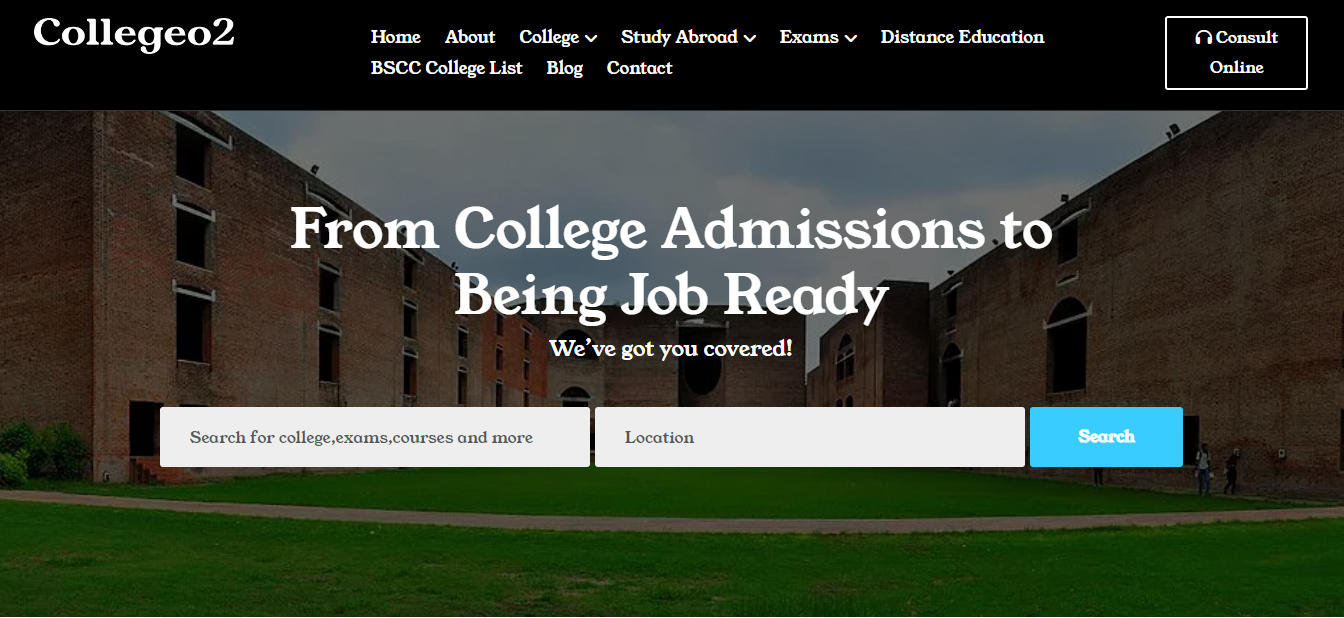 Collegeo2
Home About College Study Abroad Exams Distance Education
BSCC College List Blog Contact
Consult
Online
From College Admissions to
Being Job Ready
We’ve got you covered!
Search for college,exams,courses and more
Location
Search